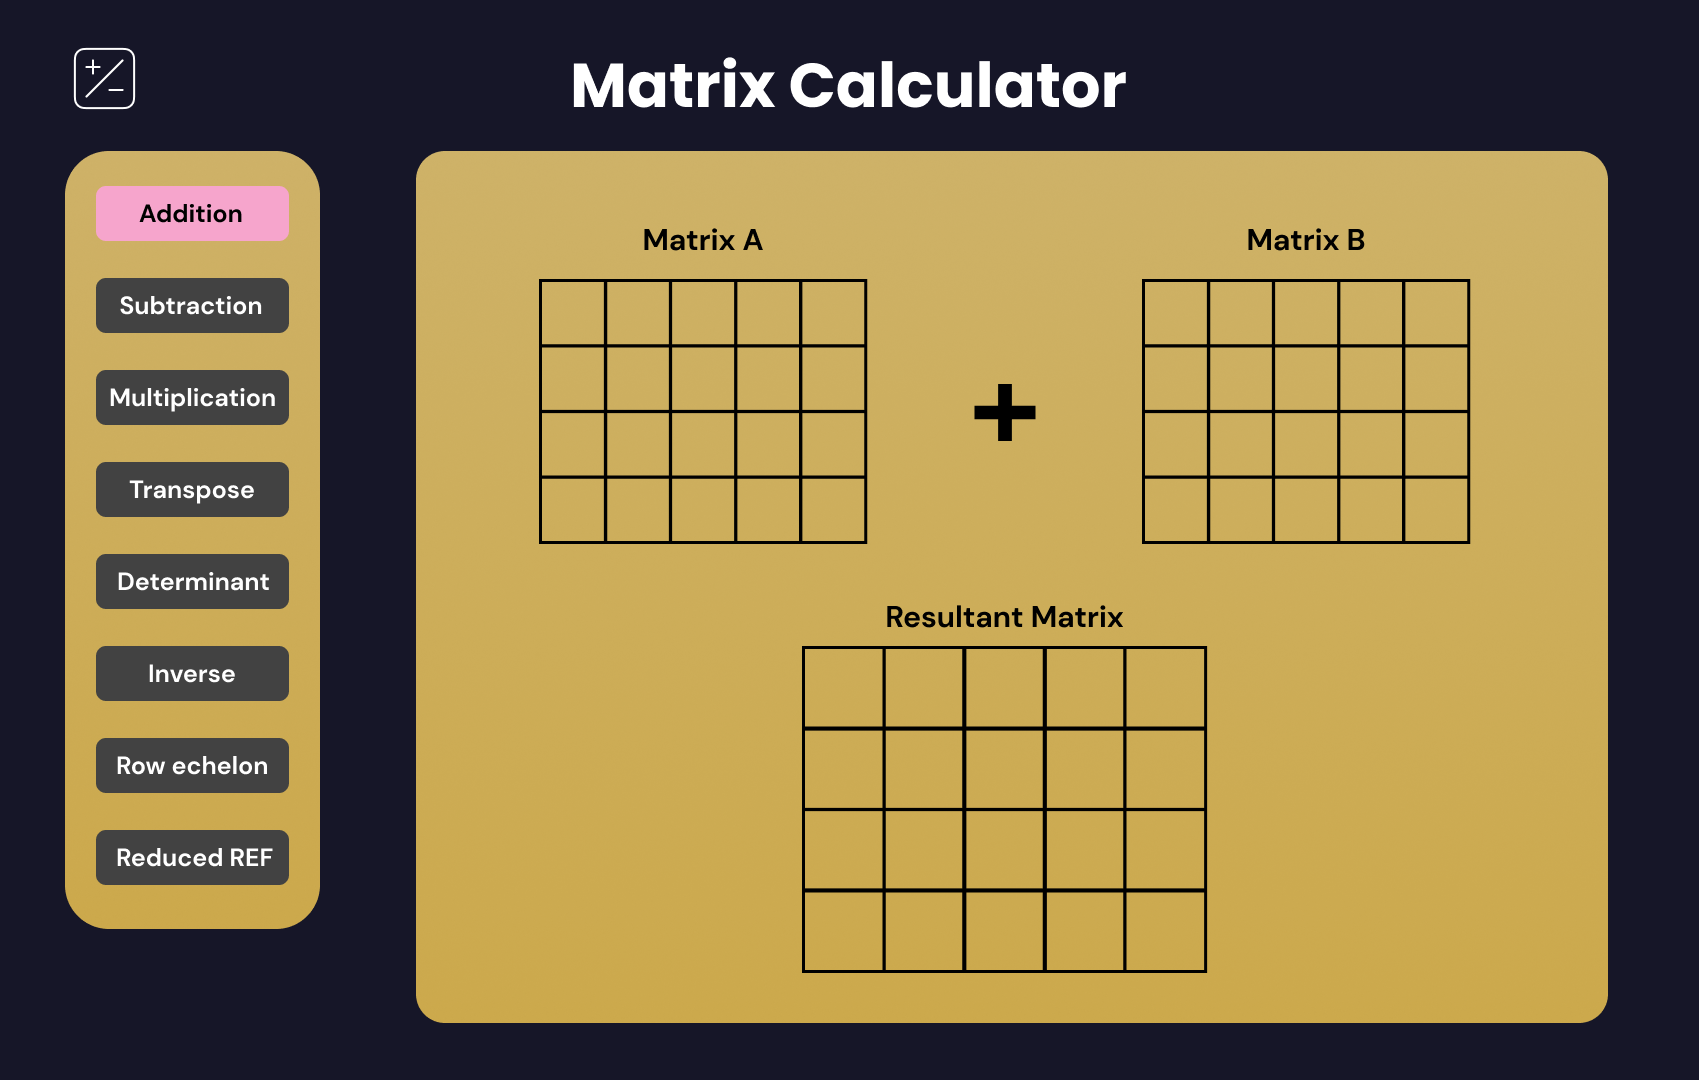 Matrix Calculator
Addition
Subtraction
Multiplication
Transpose
Determinant
Inverse
Row echelon
Reduced REF
Matrix A
Matrix B
+
Resultant Matrix